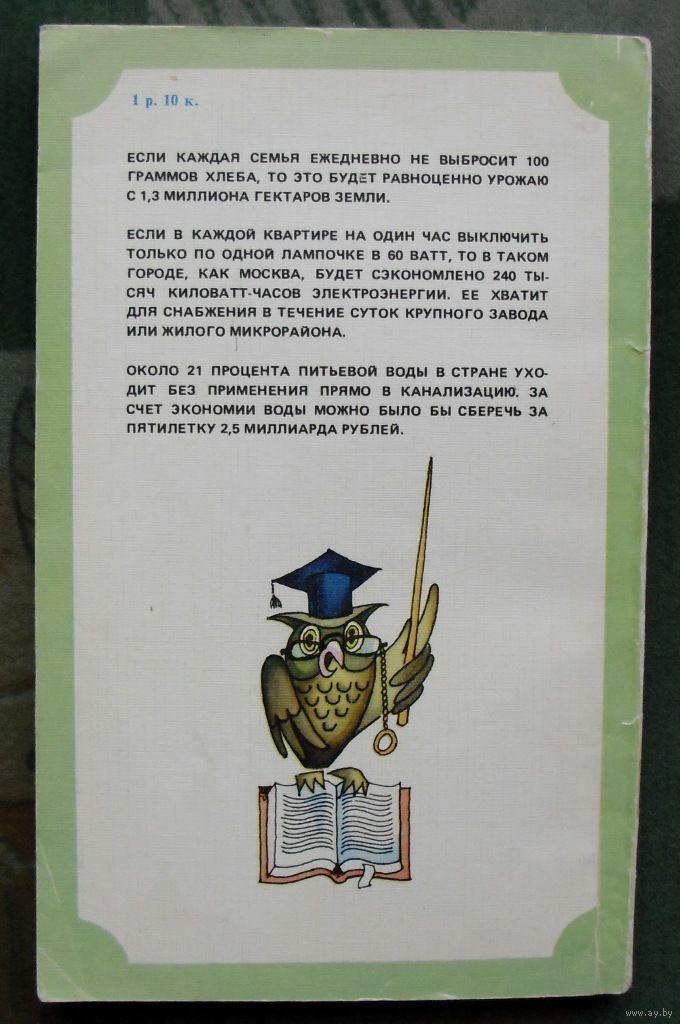 1 р. 10 к.
ЕСЛИ КАЖДАЯ СЕМЬЯ ЕЖЕДНЕВНО НЕ ВЫБРОСИТ 100
ГРАММОВ ХЛЕБА, ТО ЭТО БУДЕТ РАВНОЦЕННО УРОЖАЮ
С 1,3 МИЛЛИОНА ГЕКТАРОВ ЗЕМЛИ.
ЕСЛИ В КАЖДОЙ КВАРТИРЕ НА ОДИН ЧАС ВЫКЛЮЧИТЬ
ТОЛЬКО ПО ОДНОЙ ЛАМПОЧКЕ В 60 ВАТТ, ТО В ТАКОМ
ГОРОДЕ, КАК МОСКВА, БУДЕТ СЭКОНОМЛЕНО 240 ТЫ-
СЯЧ КИЛОВАТТ-ЧАСОВ ЭЛЕКТРОЭНЕРГИИ. ЕЕ ХВАТИТ
ДЛЯ СНАБЖЕНИЯ В ТЕЧЕНИЕ СУТОК КРУПНОГО ЗАВОДА
ИЛИ ЖИЛОГО МИКРОРАЙОНА.
ОКОЛО 21 ПРОЦЕНТА ПИТЬЕВОЙ ВОДЫ В СТРАНЕ УХО-
ДИТ БЕЗ ПРИМЕНЕНИЯ ПРЯМО В КАНАЛИЗАЦИЮ. ЗА
СЧЕТ ЭКОНОМИИ ВОДЫ МОЖНО БЫЛО БЫ СБЕРЕЧЬ ЗА
ПЯТИЛЕТКУ 2,5 МИЛЛИАРДА РУБЛЕЙ.
www.ay.by